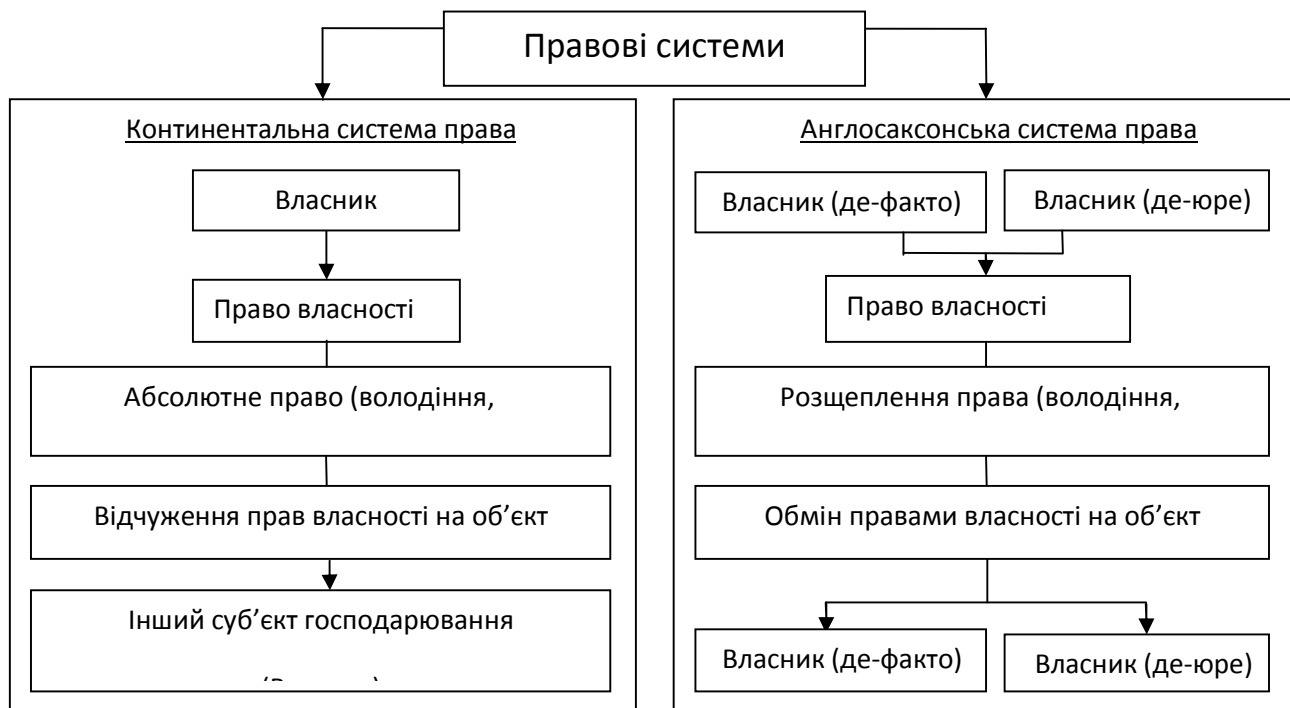 Правові системи
Континентальна система права
Власник
Право власності
Абсолютне право (володіння,
Відчуження прав власності на об’єкт
Інший суб’єкт господарювання
Англосаксонська система права
Власник (де-факто)
Власник (де-юре)
Право власності
Розщеплення права (володіння,
Обмін правами власності на об’єкт
Власник (де-факто)
Власник (де-юре)